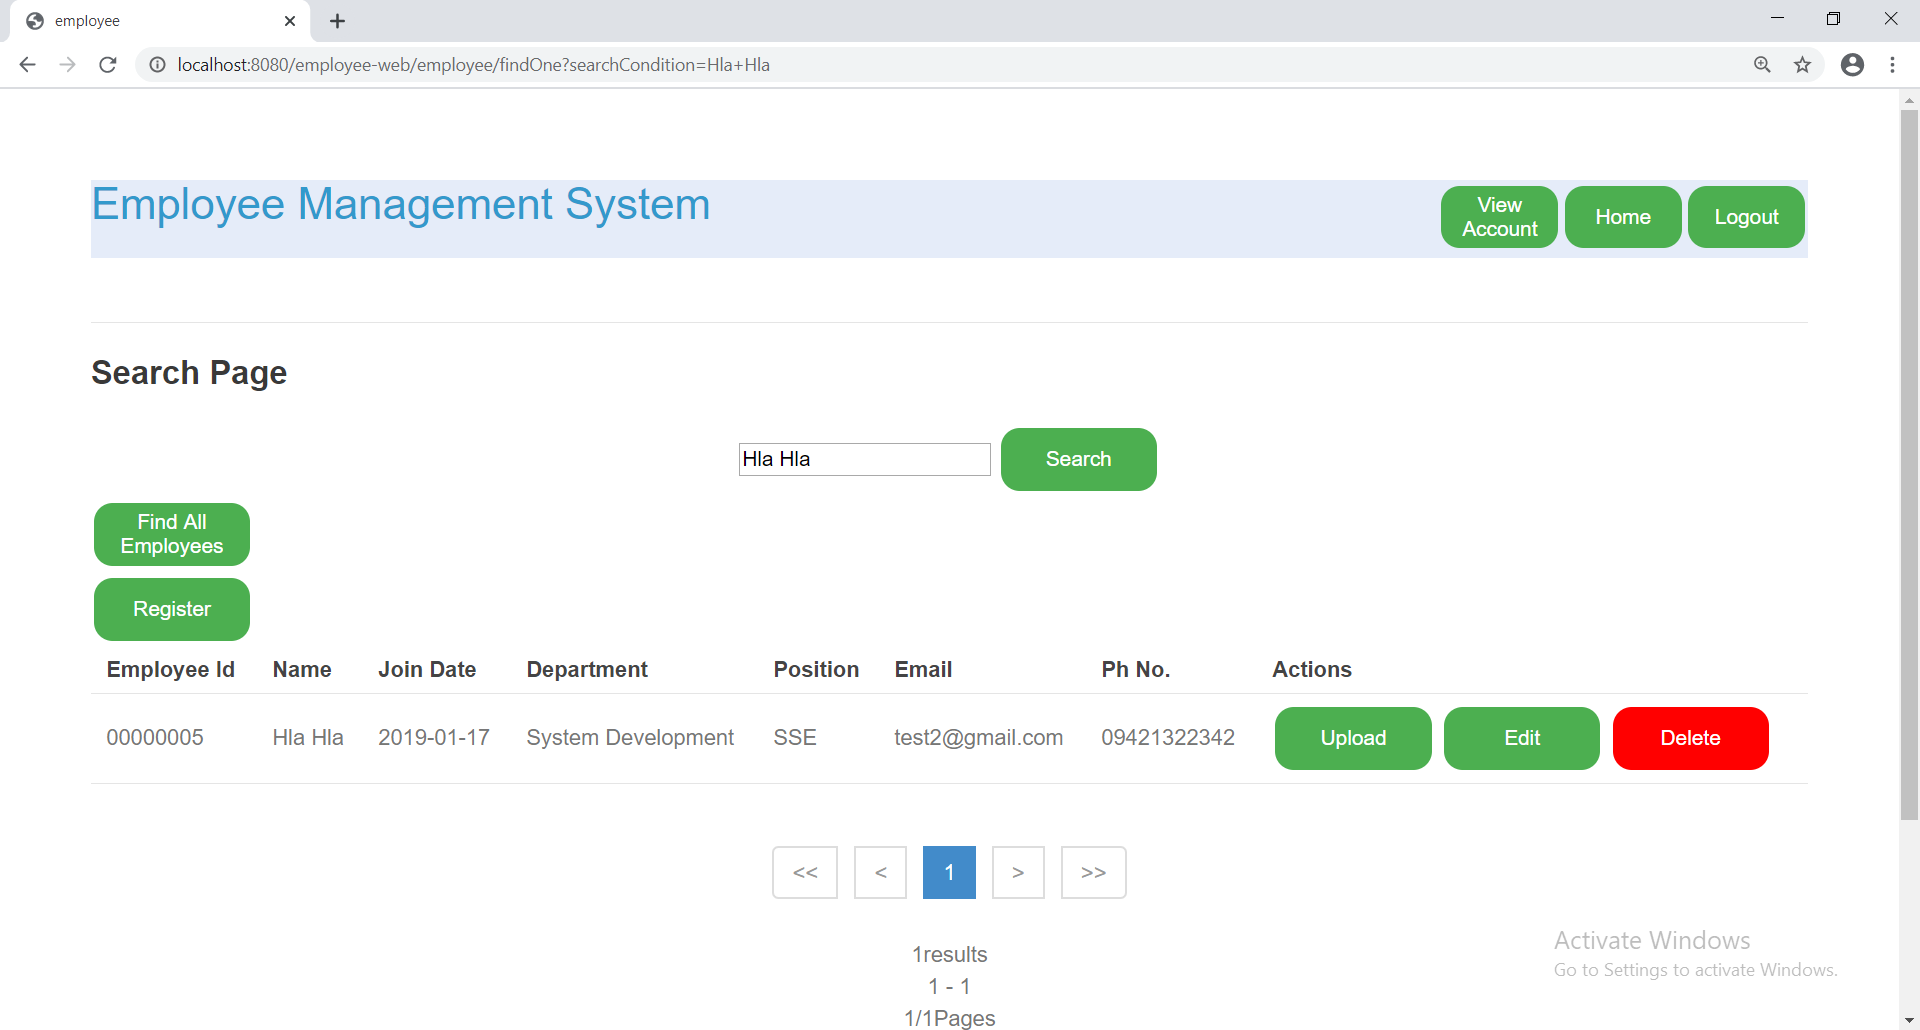 employee
localhost:8080/employee-web/employee/findOne?searchCondition=Hla+Hla
Employee Management System
View
Account
Home
Logout
Search Page
Hla Hla
Search
Find All
Employees
Register
Employee Id Name Join Date Department Position Email Ph No. Actions
00000005 Hla Hla 2019-01-17 System Development SSE test2@gmail.com 09421322342 Upload Edit Delete
<< < 1 > >>
1results
1 - 1
1/1Pages
Activate Windows
Go to Settings to activate Windows.